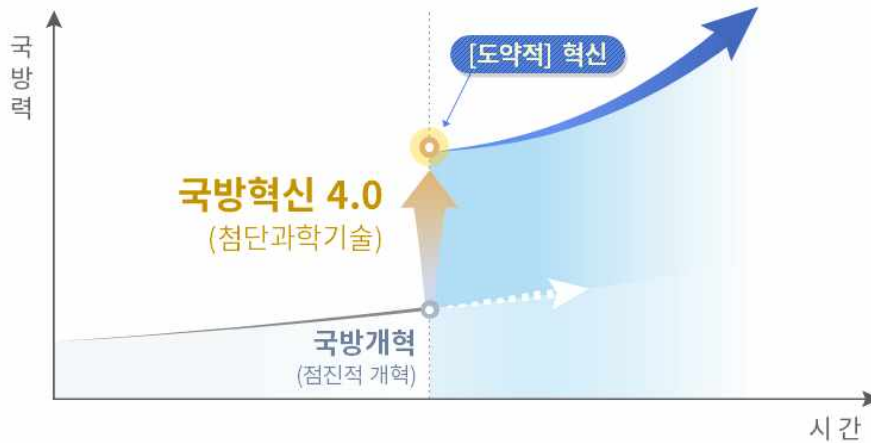 국방력
[도약적] 혁신
국방혁신 4.0
(첨단과학기술)
국방개혁
(점진적 개혁)
시간